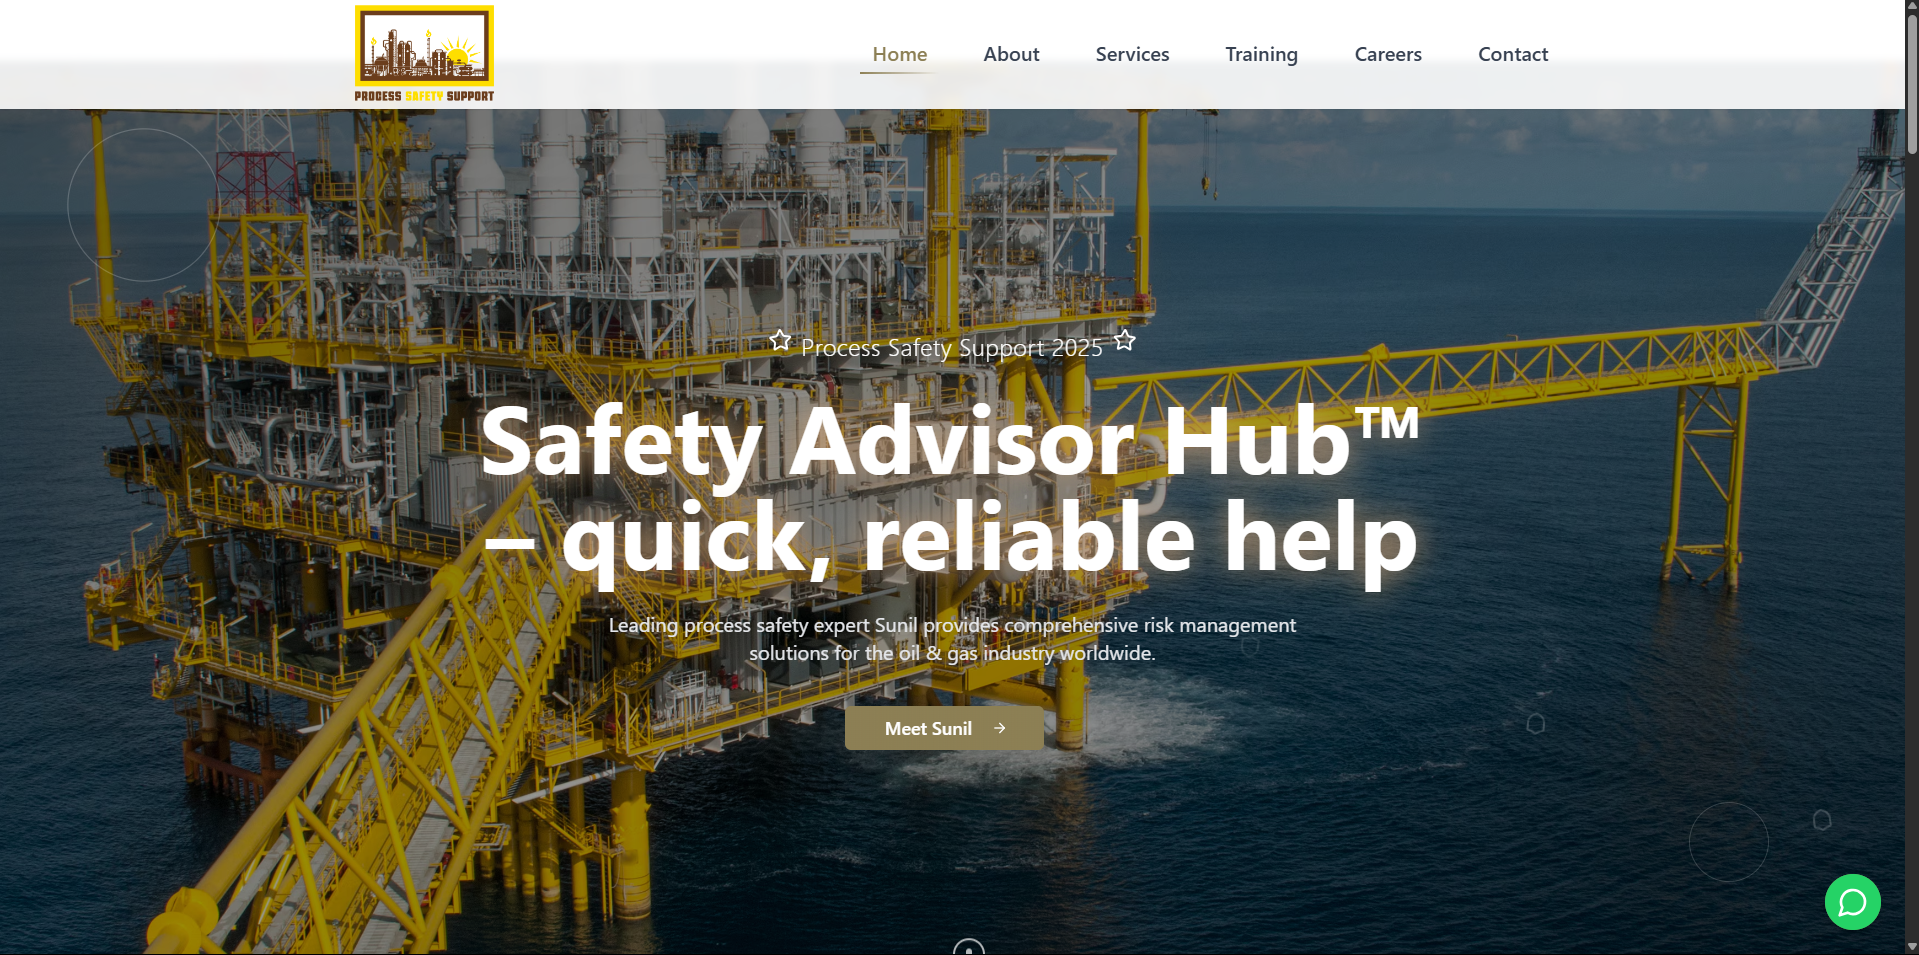 PROCESS SAFETY SUPPORT
Home
About
Services
Training
Careers
Contact
Process Safety Support 2025
Safety Advisor Hub™
– quick, reliable help
Leading process safety expert Sunil provides comprehensive risk management
solutions for the oil & gas industry worldwide.
Meet Sunil →